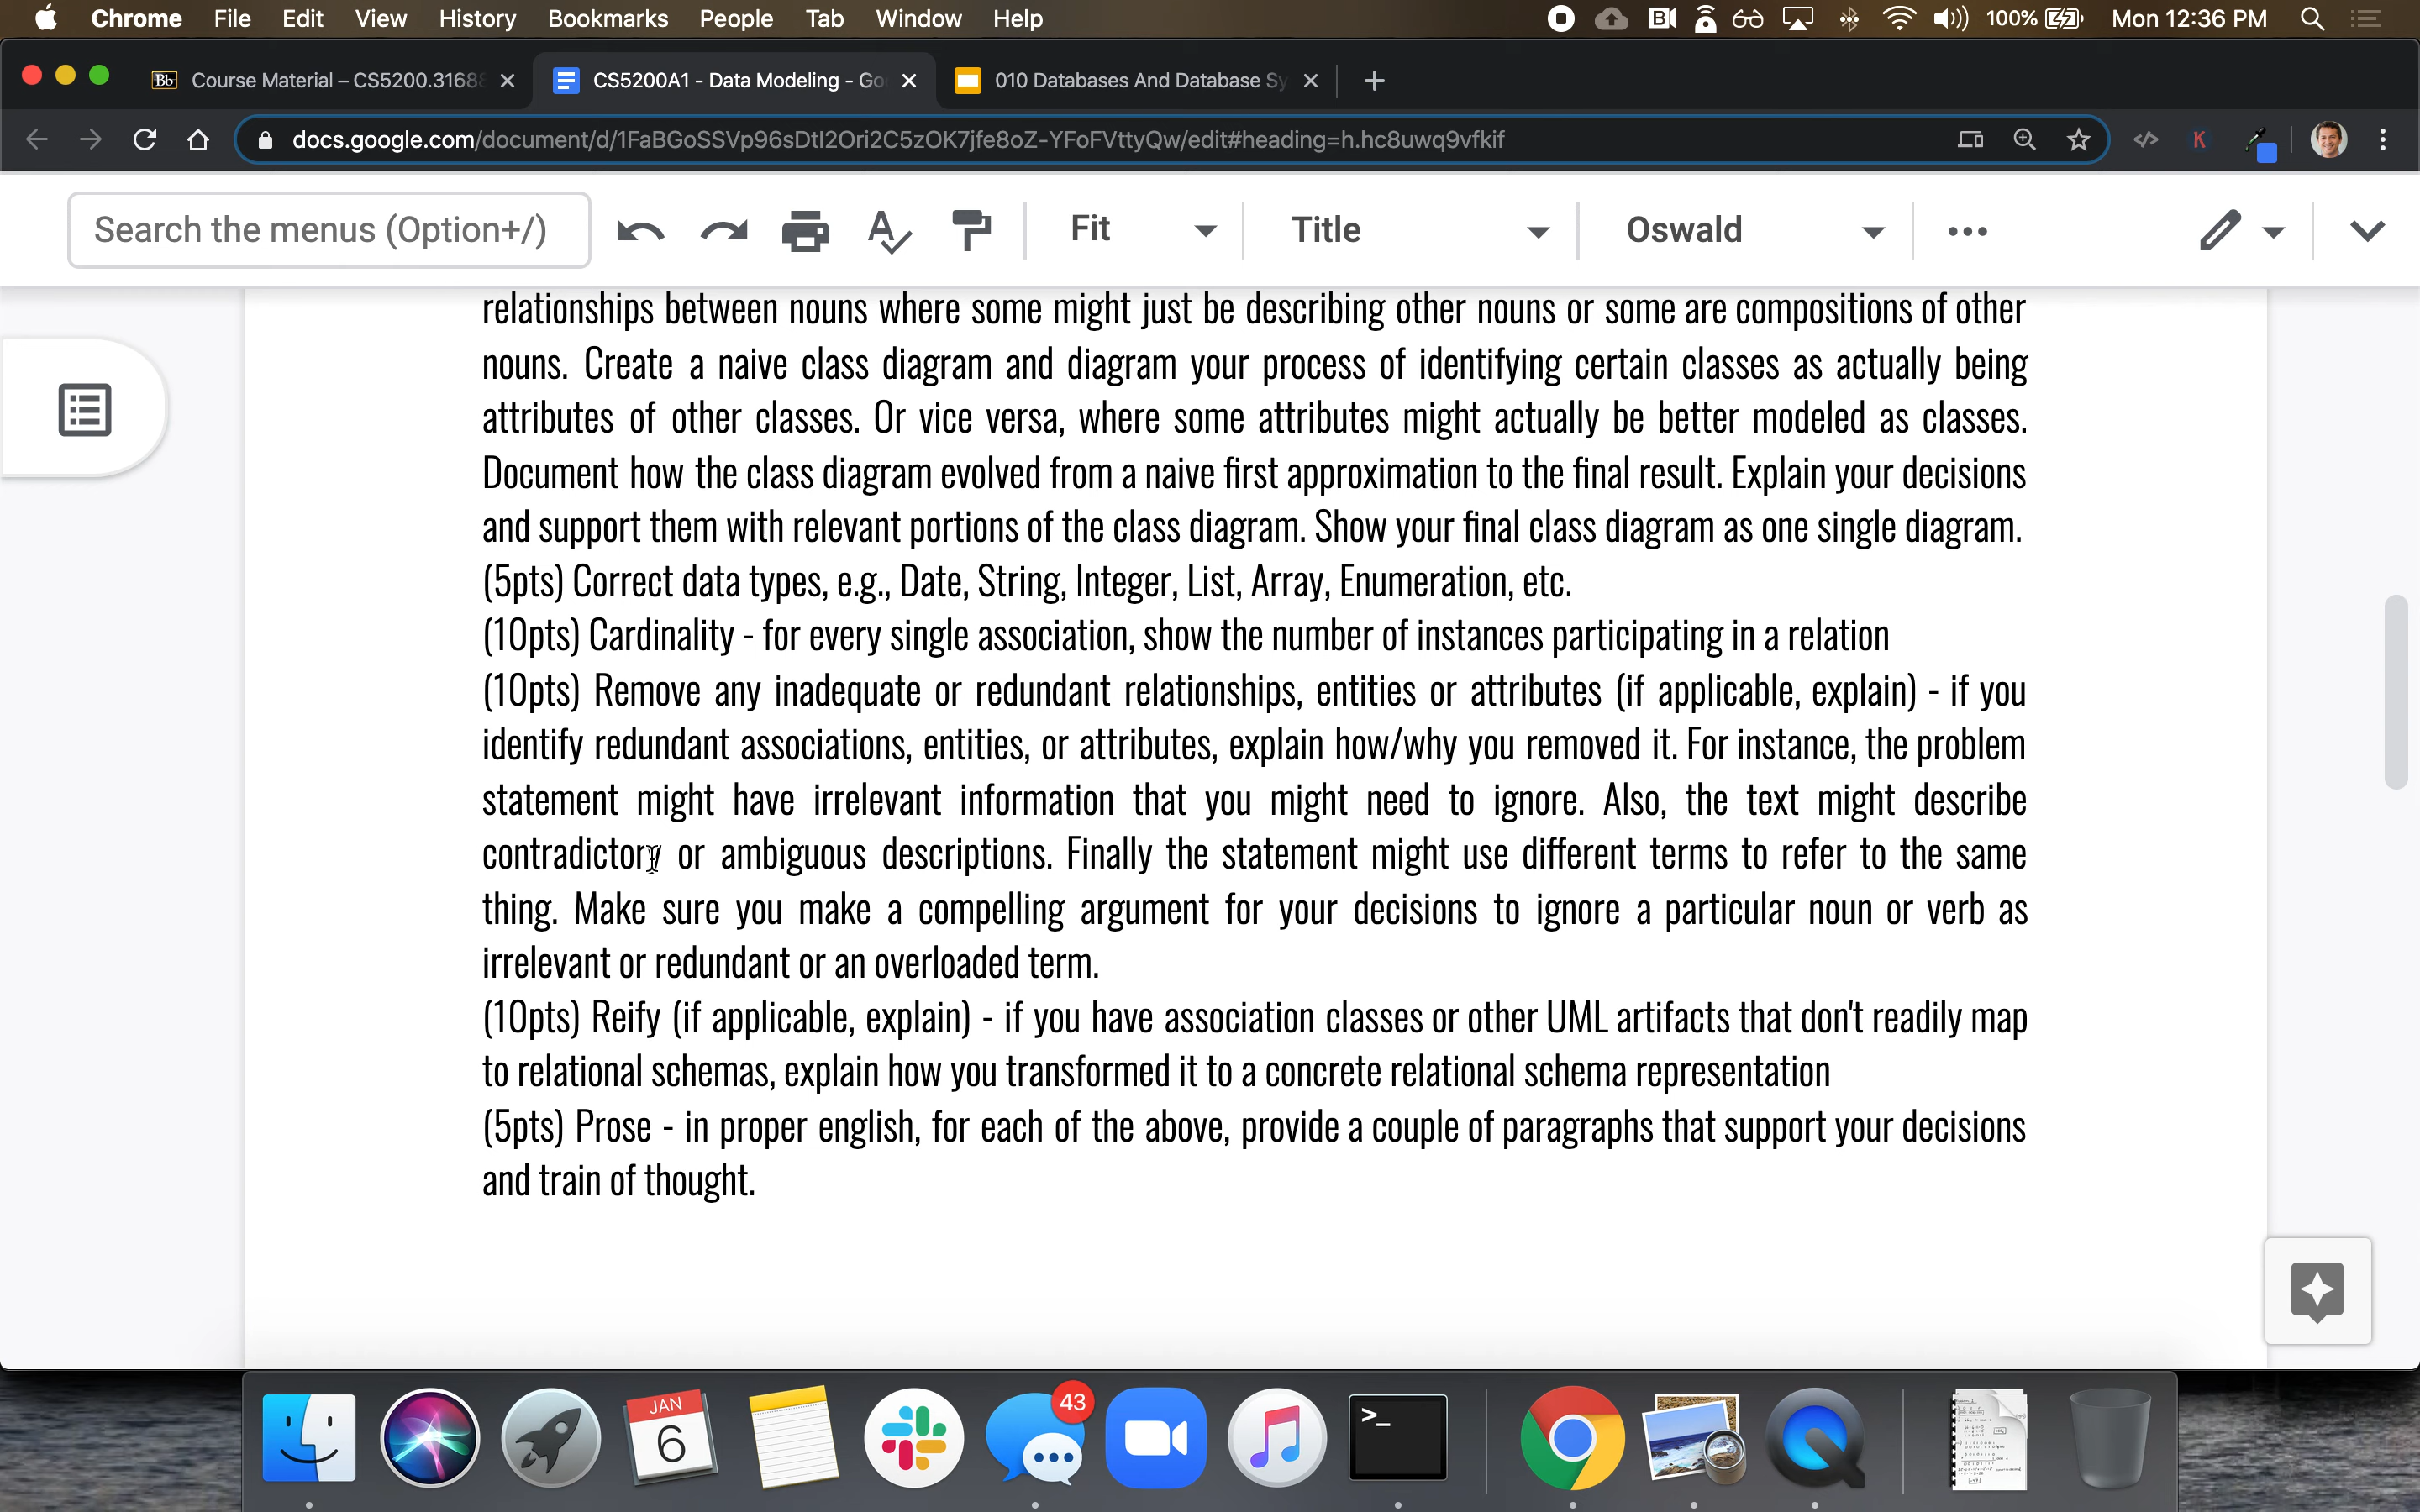 Chrome File Edit View History Bookmarks People Tab Window Help 100% Mon 12:36 PM
Bb Course Material – CS5200.3168 CS5200A1 - Data Modeling - Go 010 Databases And Database Sy
docs.google.com/document/d/1FaBGoSSVp96sDtI2Ori2C5zOK7jfe8oZ-YFoFVttyQw/edit#heading=h.hc8uwq9vfkif K
Search the menus (Option+/) Fit Title Oswald
relationships between nouns where some might just be describing other nouns or some are compositions of other
nouns. Create a naive class diagram and diagram your process of identifying certain classes as actually being
attributes of other classes. Or vice versa, where some attributes might actually be better modeled as classes.
Document how the class diagram evolved from a naive first approximation to the final result. Explain your decisions
and support them with relevant portions of the class diagram. Show your final class diagram as one single diagram.
(5pts) Correct data types, e.g., Date, String, Integer, List, Array, Enumeration, etc.
(10pts) Cardinality - for every single association, show the number of instances participating in a relation
(10pts) Remove any inadequate or redundant relationships, entities or attributes (if applicable, explain) - if you
identify redundant associations, entities, or attributes, explain how/why you removed it. For instance, the problem
statement might have irrelevant information that you might need to ignore. Also, the text might describe
contradictory or ambiguous descriptions. Finally the statement might use different terms to refer to the same
thing. Make sure you make a compelling argument for your decisions to ignore a particular noun or verb as
irrelevant or redundant or an overloaded term.
(10pts) Reify (if applicable, explain) - if you have association classes or other UML artifacts that don't readily map
to relational schemas, explain how you transformed it to a concrete relational schema representation
(5pts) Prose - in proper english, for each of the above, provide a couple of paragraphs that support your decisions
and train of thought.
JAN
6
43
>_